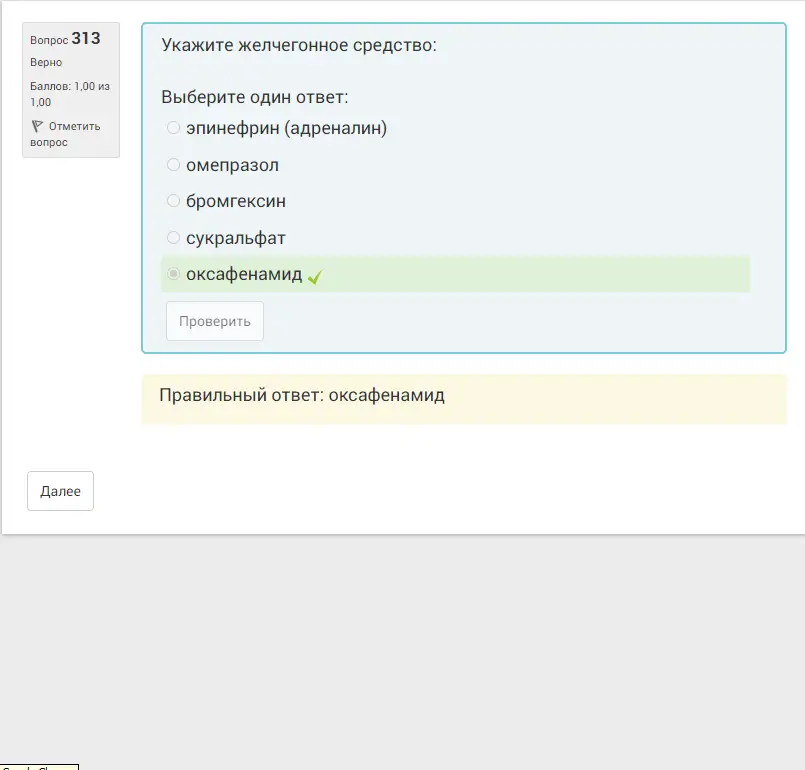 Вопрос 313
Верно
Баллов: 1,00 из
1,00
Отметить
вопрос
Укажите желчегонное средство:
Выберите один ответ:
эпинефрин (адреналин)
омепразол
бромгексин
сукральфат
оксафенамид
Проверить
Правильный ответ: оксафенамид
Далее